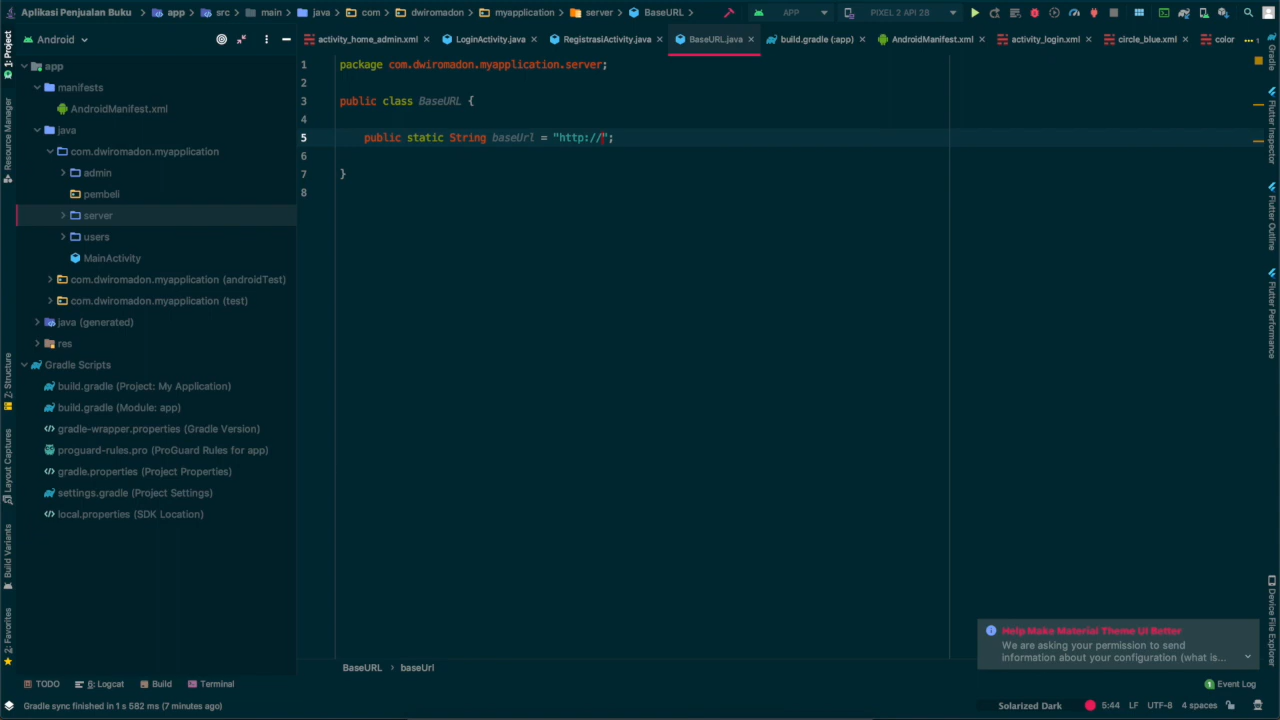 Aplikasi Penjualan Buku app src main java com dwiromadon myapplication server BaseURL APP PIXEL 2 API 28
Android activity_home_admin.xml LoginActivity.java RegistrasiActivity.java BaseURL.java build.gradle (:app) AndroidManifest.xml activity_login.xml circle_blue.xml color
1: Project
Resource Manager
Z: Structure
Layout Captures
Build Variants
2: Favorites
app
manifests
AndroidManifest.xml
java
com.dwiromadon.myapplication
admin
pembeli
server
users
MainActivity
com.dwiromadon.myapplication (androidTest)
com.dwiromadon.myapplication (test)
java (generated)
res
Gradle Scripts
build.gradle (Project: My Application)
build.gradle (Module: app)
gradle-wrapper.properties (Gradle Version)
proguard-rules.pro (ProGuard Rules for app)
gradle.properties (Project Properties)
settings.gradle (Project Settings)
local.properties (SDK Location)
1 package com.dwiromadon.myapplication.server;
2
3 public class BaseURL {
4
5 public static String baseUrl = "http://";
6
7 }
8
Gradle
Flutter Inspector
Flutter Outline
Flutter Performance
Device File Explorer
Help Make Material Theme UI Better
We are asking your permission to send
information about your configuration (what is...
BaseURL baseUrl
TODO 6: Logcat Build Terminal Event Log
Gradle sync finished in 1 s 582 ms (7 minutes ago) Solarized Dark 5:44 LF UTF-8 4 spaces